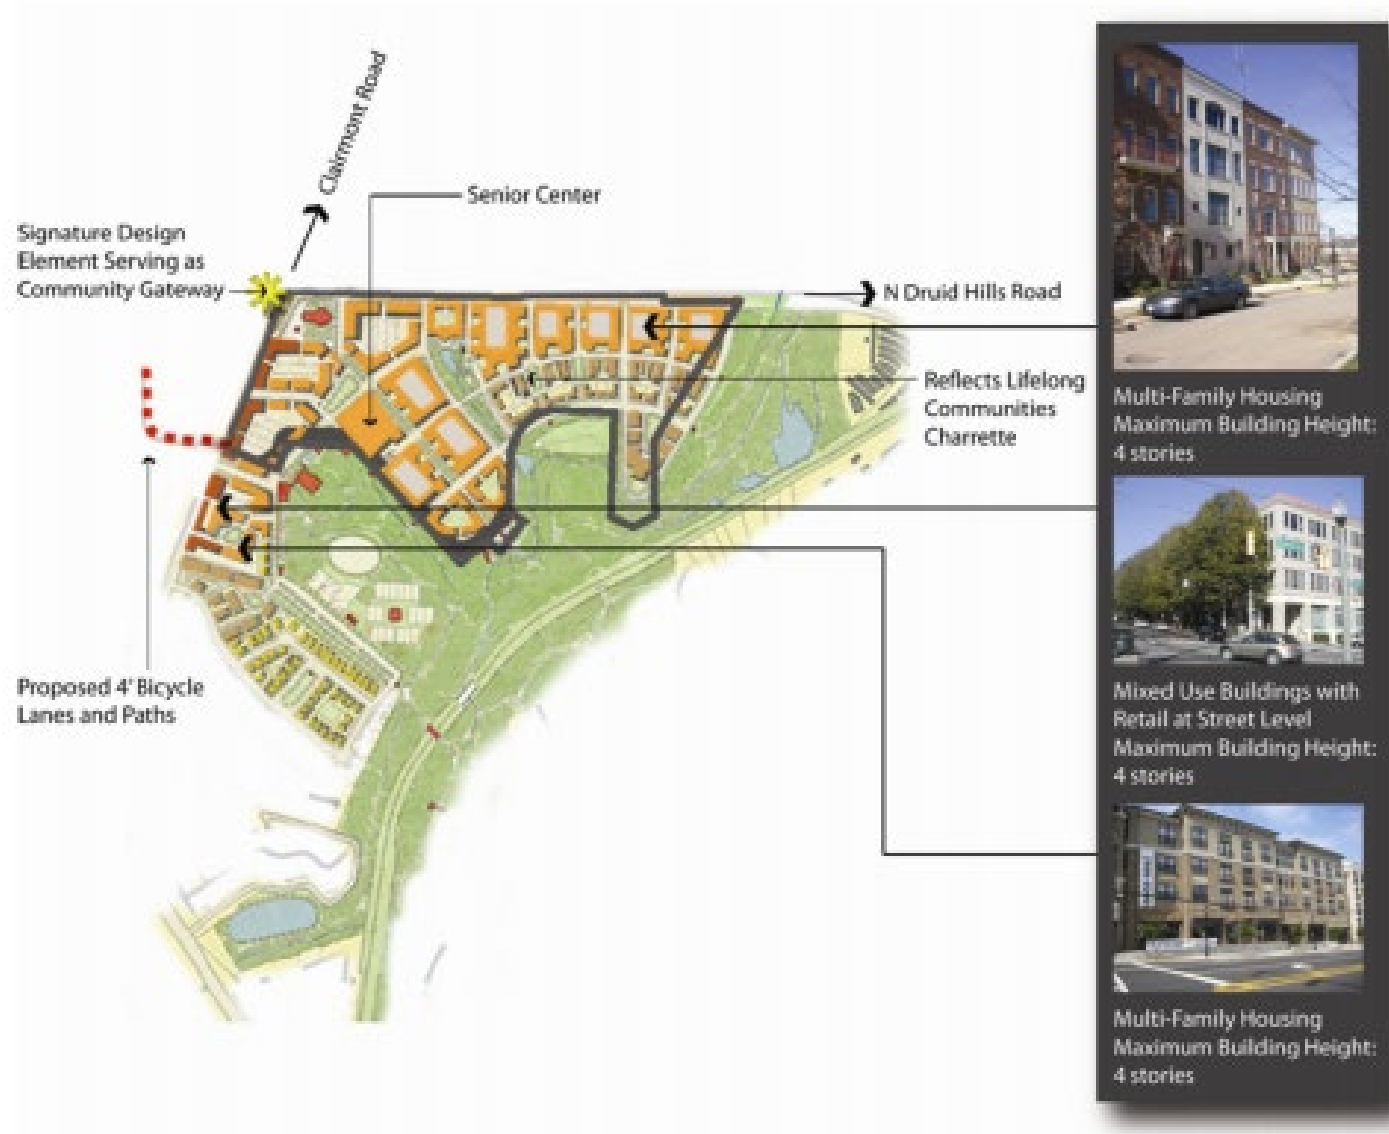 Clairmont Road
Senior Center
Signature Design
Element Serving as
Community Gateway
N Druid Hills Road
Reflects Lifelong
Communities
Charrette
Proposed 4' Bicycle
Lanes and Paths
Multi-Family Housing
Maximum Building Height:
4 stories
Mixed Use Buildings with
Retail at Street Level
Maximum Building Height:
4 stories
Multi-Family Housing
Maximum Building Height:
4 stories